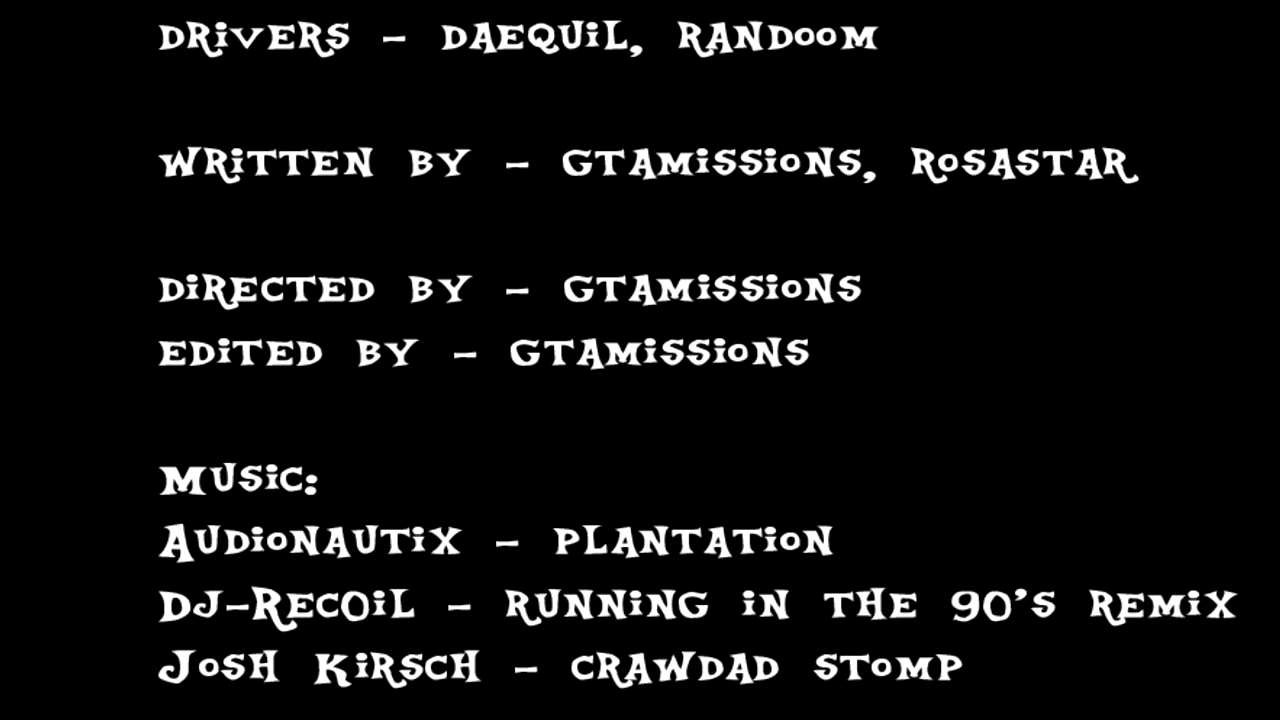 Drivers - Daequil, Randoom
Written by - GTAmissions, Rosastar
Directed by - GTAmissions
Edited by - GTAmissions
Music:
Audionautix - Plantation
DJ-Recoil - Running in the 90's Remix
Josh Kirsch - Crawdad Stomp